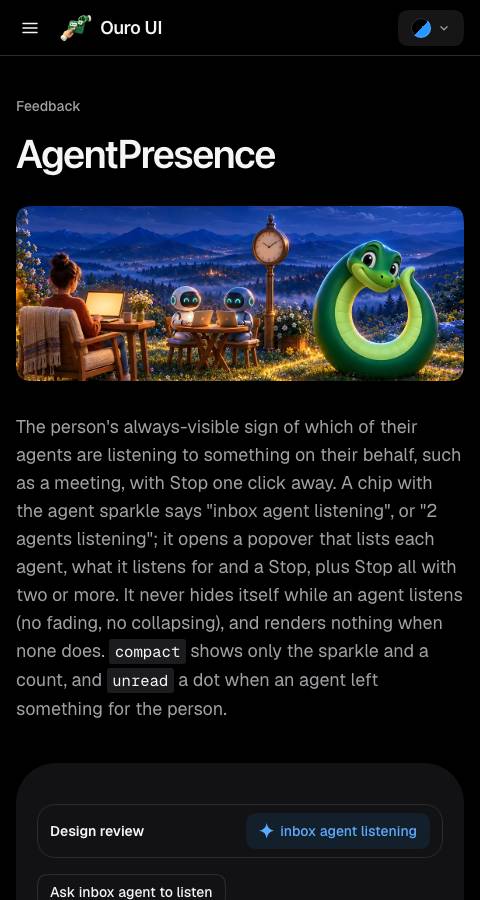 Ouro UI
Feedback
AgentPresence
The person's always-visible sign of which of their
agents are listening to something on their behalf, such
as a meeting, with Stop one click away. A chip with
the agent sparkle says "inbox agent listening", or "2
agents listening"; it opens a popover that lists each
agent, what it listens for and a Stop, plus Stop all with
two or more. It never hides itself while an agent listens
(no fading, no collapsing), and renders nothing when
none does. compact shows only the sparkle and a
count, and unread a dot when an agent left
something for the person.
Design review
inbox agent listening
Ask inbox agent to listen